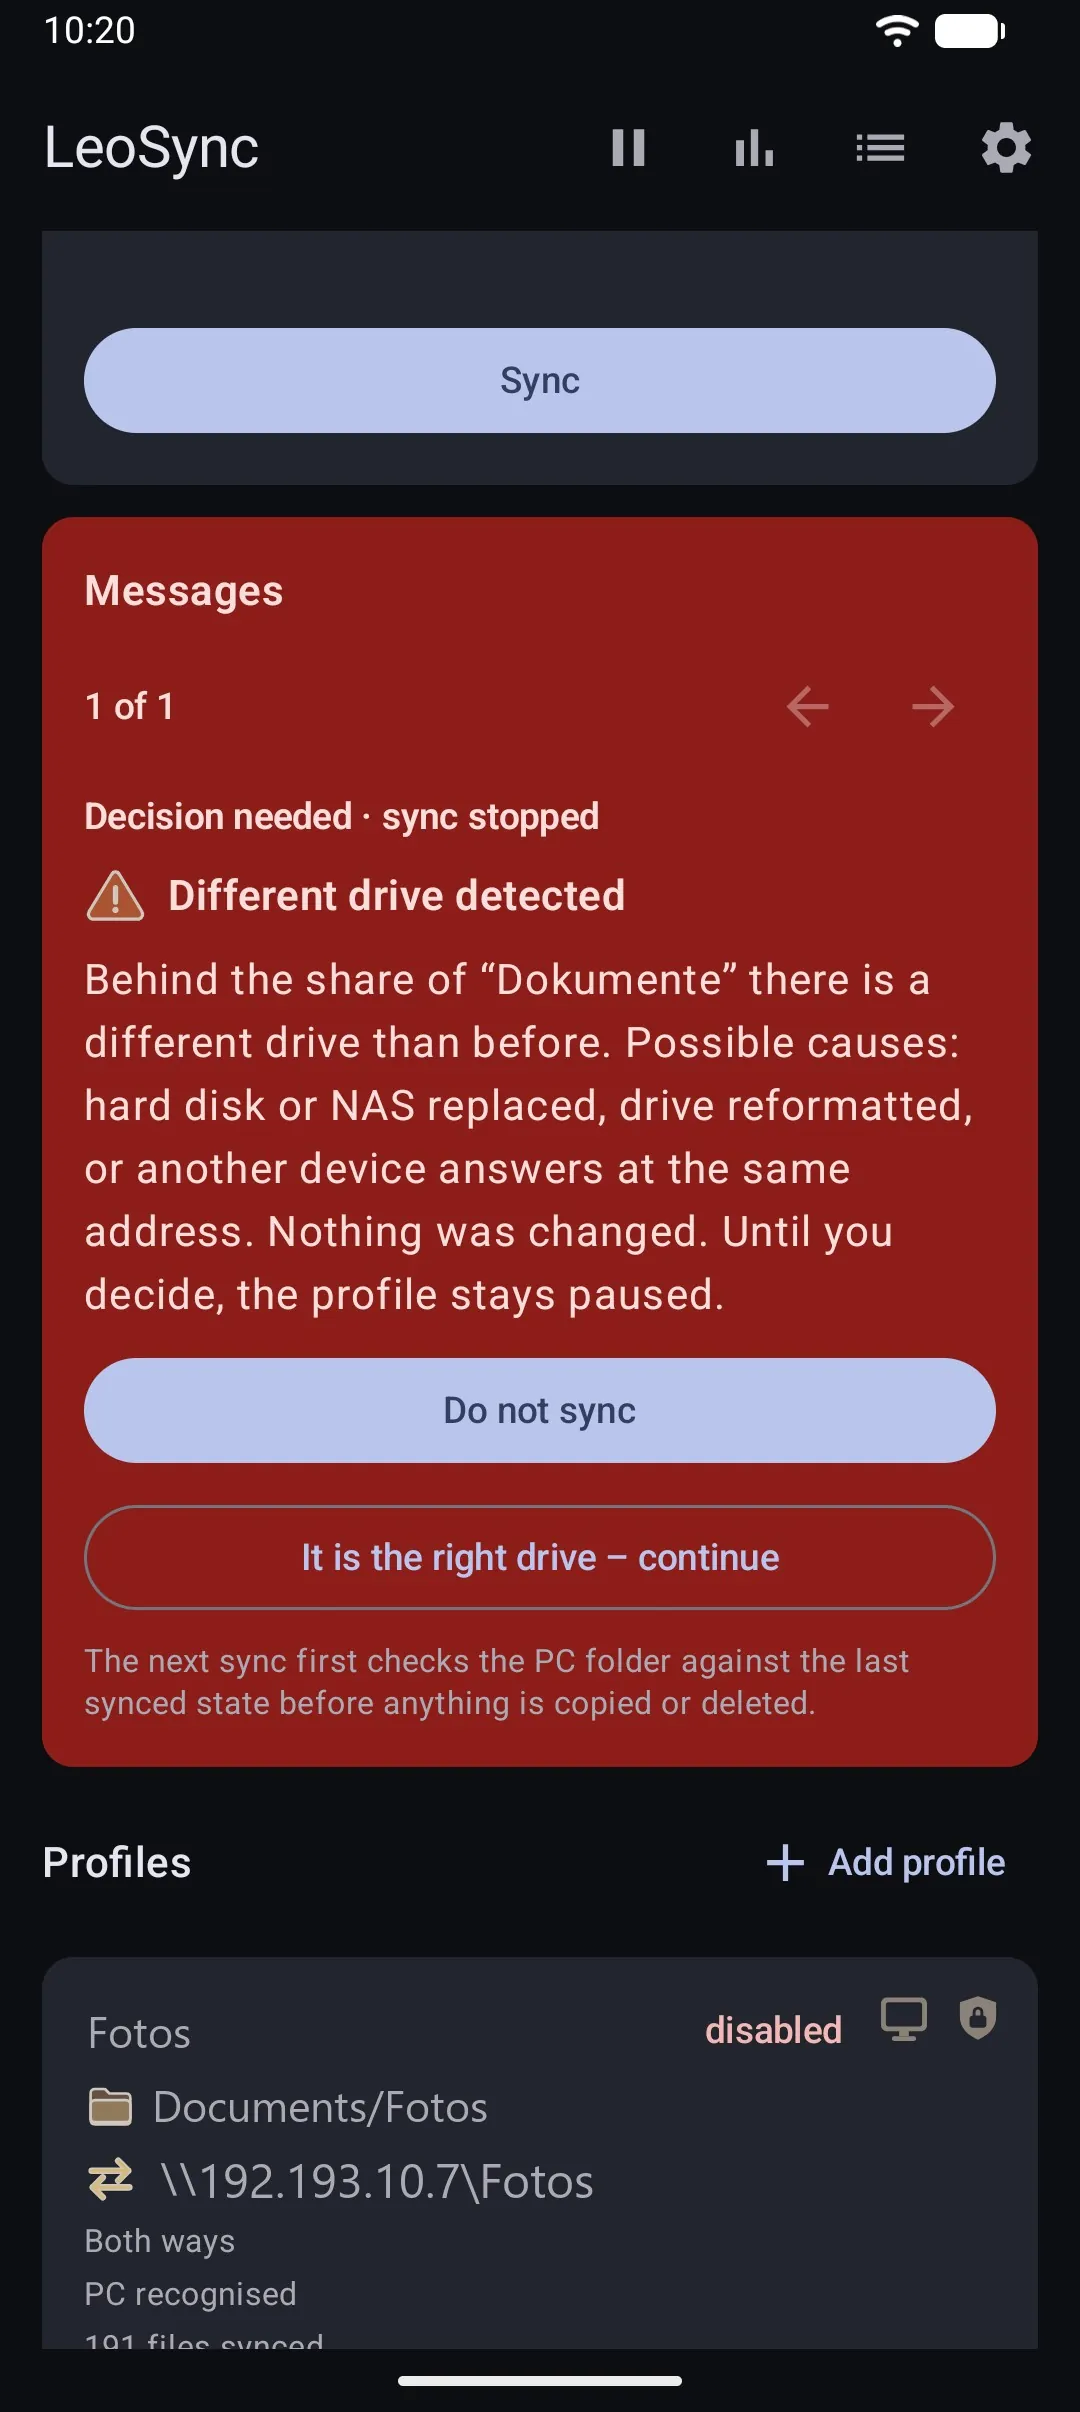 10:20
LeoSync
Sync
Messages
1 of 1
Decision needed · sync stopped
Different drive detected
Behind the share of “Dokumente” there is a
different drive than before. Possible causes:
hard disk or NAS replaced, drive reformatted,
or another device answers at the same
address. Nothing was changed. Until you
decide, the profile stays paused.
Do not sync
It is the right drive – continue
The next sync first checks the PC folder against the last
synced state before anything is copied or deleted.
Profiles
Add profile
Fotos
disabled
Documents/Fotos
\\192.193.10.7\Fotos
Both ways
PC recognised
191 files synced